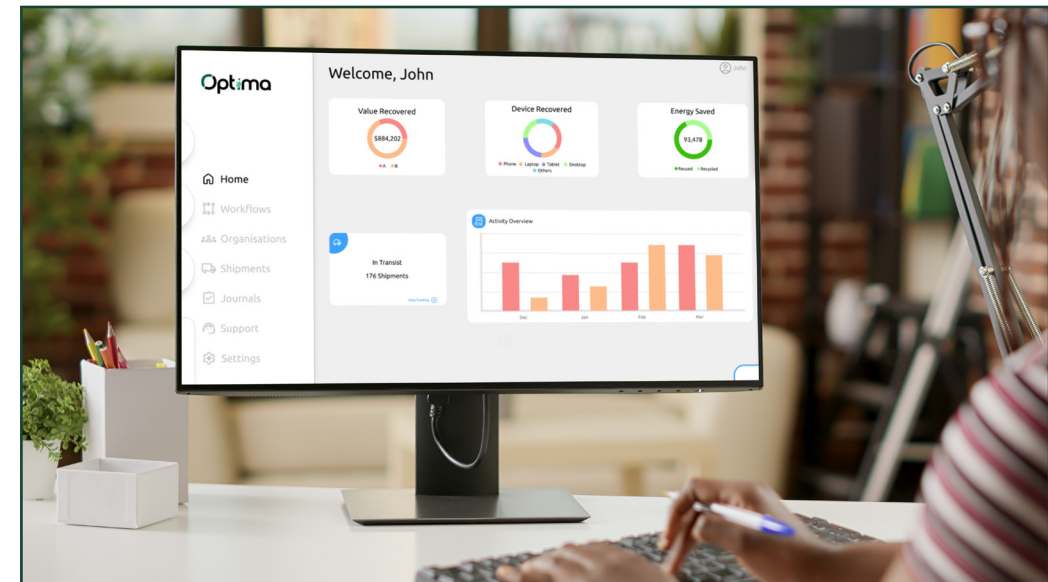 Optima
Welcome, John
John
Value Recovered
$884,202
A B
Device Recovered
Phone Laptop Tablet Desktop
Others
Energy Saved
93,478
Reused Recycled
Home
Workflows
Organisations
Shipments
Journals
Support
Settings
In Transist
176 Shipments
View Tracking
Activity Overview
Dec Jan Feb Mar